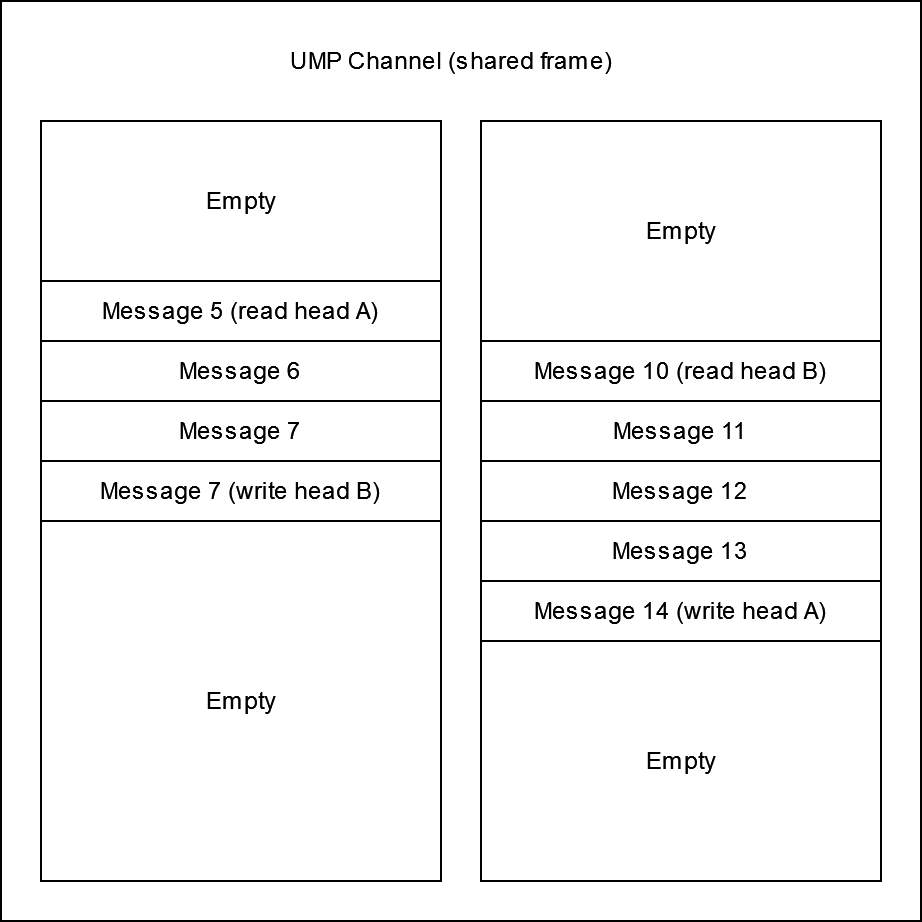 UMP Channel (shared frame)
Empty
Message 5 (read head A)
Message 6
Message 7
Message 7 (write head B)
Empty
Empty
Message 10 (read head B)
Message 11
Message 12
Message 13
Message 14 (write head A)
Empty